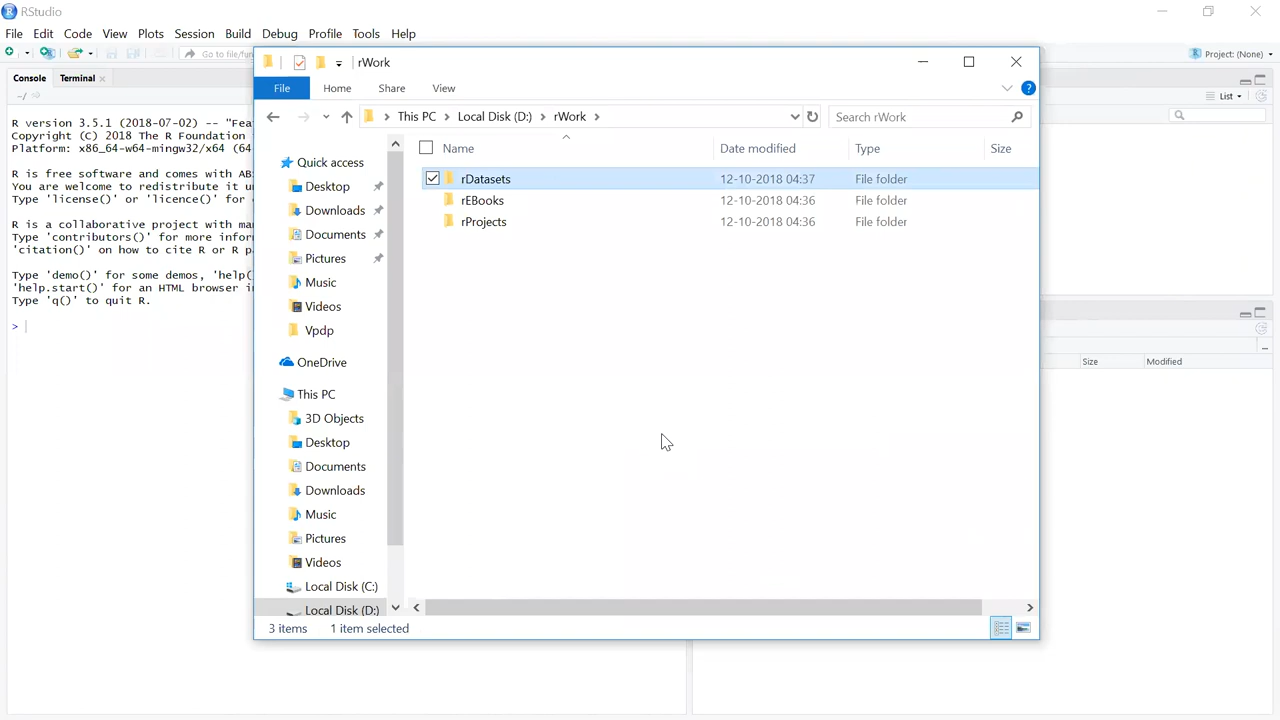 RStudio
File Edit Code View Plots Session Build Debug Profile Tools Help
Go to file/fun
Project: (None)
Console Terminal
~/
List
R version 3.5.1 (2018-07-02) -- "Fea
Copyright (C) 2018 The R Foundation
Platform: x86_64-w64-mingw32/x64 (64
R is free software and comes with AB
You are welcome to redistribute it u
Type 'license()' or 'licence()' for
R is a collaborative project with ma
Type 'contributors()' for more infor
'citation()' on how to cite R or R p
Type 'demo()' for some demos, 'help(
'help.start()' for an HTML browser i
Type 'q()' to quit R.
>
Size Modified
rWork
File Home Share View
This PC Local Disk (D:) rWork
Search rWork
Name Date modified Type Size
rDatasets 12-10-2018 04:37 File folder
rEBooks 12-10-2018 04:36 File folder
rProjects 12-10-2018 04:36 File folder
Quick access
Desktop
Downloads
Documents
Pictures
Music
Videos
Vpdp
OneDrive
This PC
3D Objects
Desktop
Documents
Downloads
Music
Pictures
Videos
Local Disk (C:)
Local Disk (D:)
3 items 1 item selected